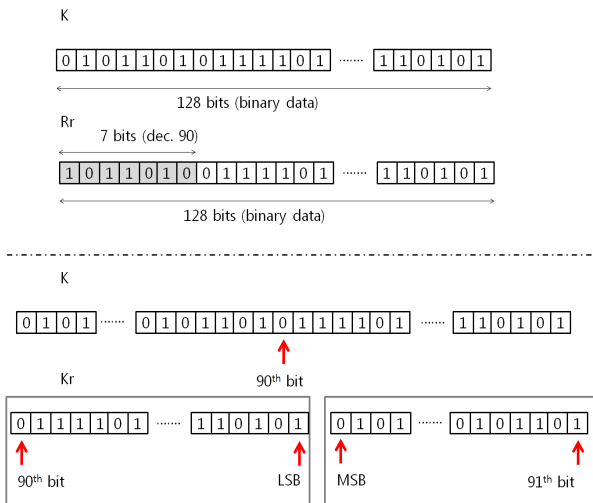 K
0 1 0 1 1 0 1 0 1 1 1 1 0 1 ....... 1 1 0 1 0 1
128 bits (binary data)
Rr
7 bits (dec. 90)
1 0 1 1 0 1 0 0 1 1 1 1 0 1 ....... 1 1 0 1 0 1
128 bits (binary data)
K
0 1 0 1 ....... 0 1 0 1 1 0 1 0 1 1 1 1 0 1 ....... 1 1 0 1 0 1
90th bit
Kr
0 1 1 1 1 0 1 ....... 1 1 0 1 0 1
90th bit LSB
0 1 0 1 ....... 0 1 0 1 1 0 1
MSB 91th bit